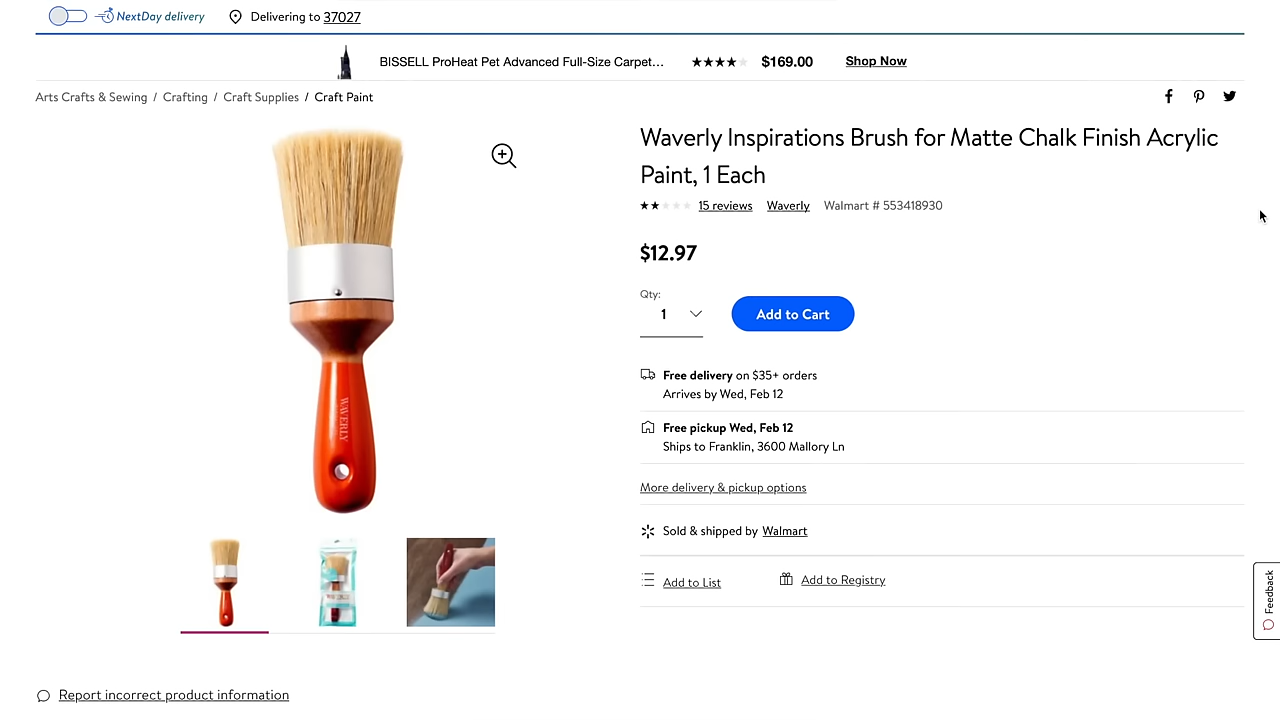 NextDay delivery
Delivering to 37027
BISSELL ProHeat Pet Advanced Full-Size Carpet...
$169.00
Shop Now
Arts Crafts & Sewing / Crafting / Craft Supplies / Craft Paint
Waverly Inspirations Brush for Matte Chalk Finish Acrylic
Paint, 1 Each
15 reviews
Waverly
Walmart # 553418930
$12.97
Qty:
1
Add to Cart
Free delivery on $35+ orders
Arrives by Wed, Feb 12
Free pickup Wed, Feb 12
Ships to Franklin, 3600 Mallory Ln
More delivery & pickup options
Sold & shipped by Walmart
Add to List
Add to Registry
WAVERLY
Feedback
Report incorrect product information